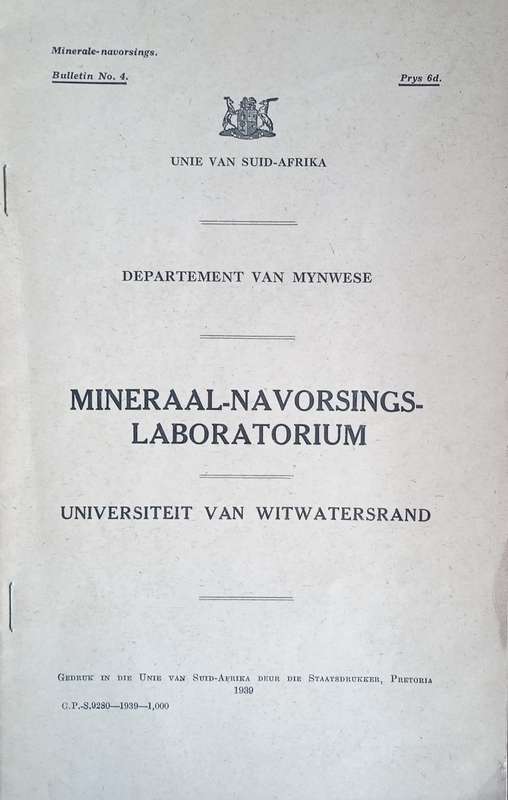 Minerale-navorsings.
Bulletin No. 4.
Prys 6d.
UNIE VAN SUID-AFRIKA
DEPARTEMENT VAN MYNWESE
MINERAAL-NAVORSINGS-
LABORATORIUM
UNIVERSITEIT VAN WITWATERSRAND
GEDRUK IN DIE UNIE VAN SUID-AFRIKA DEUR DIE STAATSDRUKKER, PRETORIA
1939
C.P.-S.9280—1939—1,000